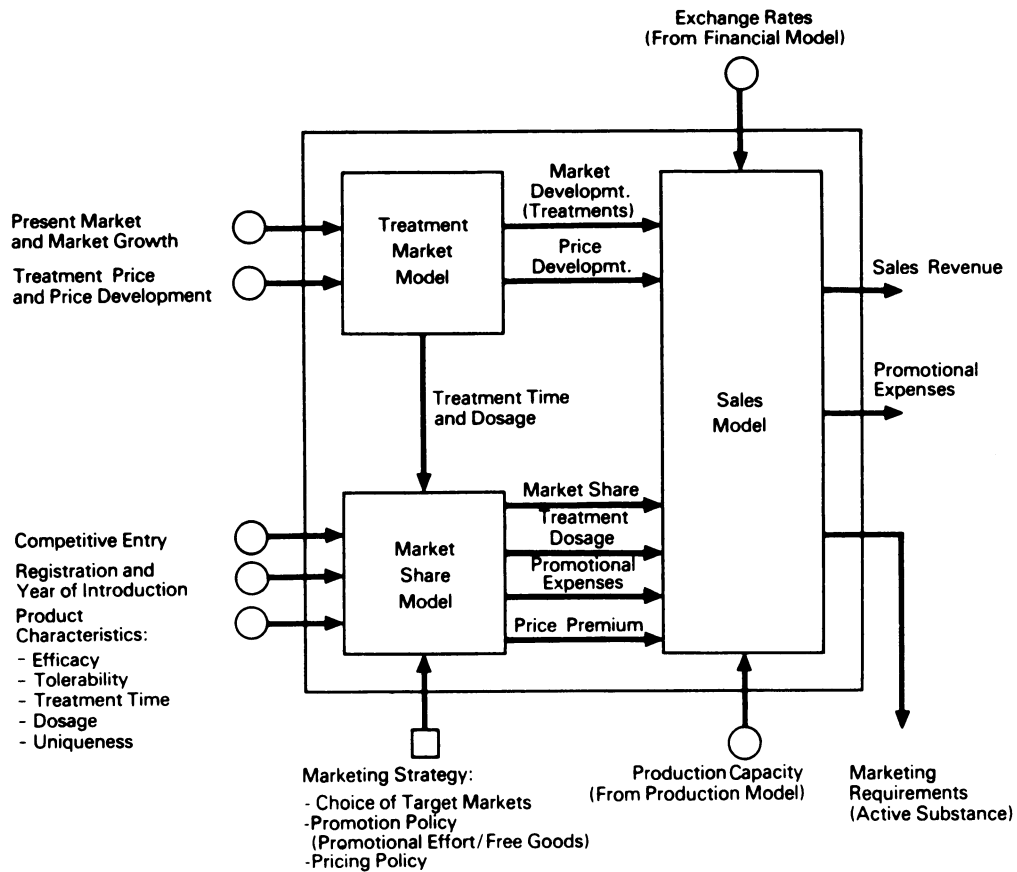 Exchange Rates
(From Financial Model)
Market
Developmt.
(Treatments)
Present Market
and Market Growth
Treatment
Market
Model
Price
Developmt.
Treatment Price
and Price Development
Sales Revenue
Promotional
Expenses
Treatment Time
and Dosage
Sales
Model
Market Share
Treatment
Dosage
Promotional
Expenses
Price Premium
Competitive Entry
Market
Share
Model
Registration and
Year of Introduction
Product
Characteristics:
- Efficacy
- Tolerability
- Treatment Time
- Dosage
- Uniqueness
Marketing Strategy:
- Choice of Target Markets
-Promotion Policy
(Promotional Effort/Free Goods)
-Pricing Policy
Production Capacity
(From Production Model)
Marketing
Requirements
(Active Substance)